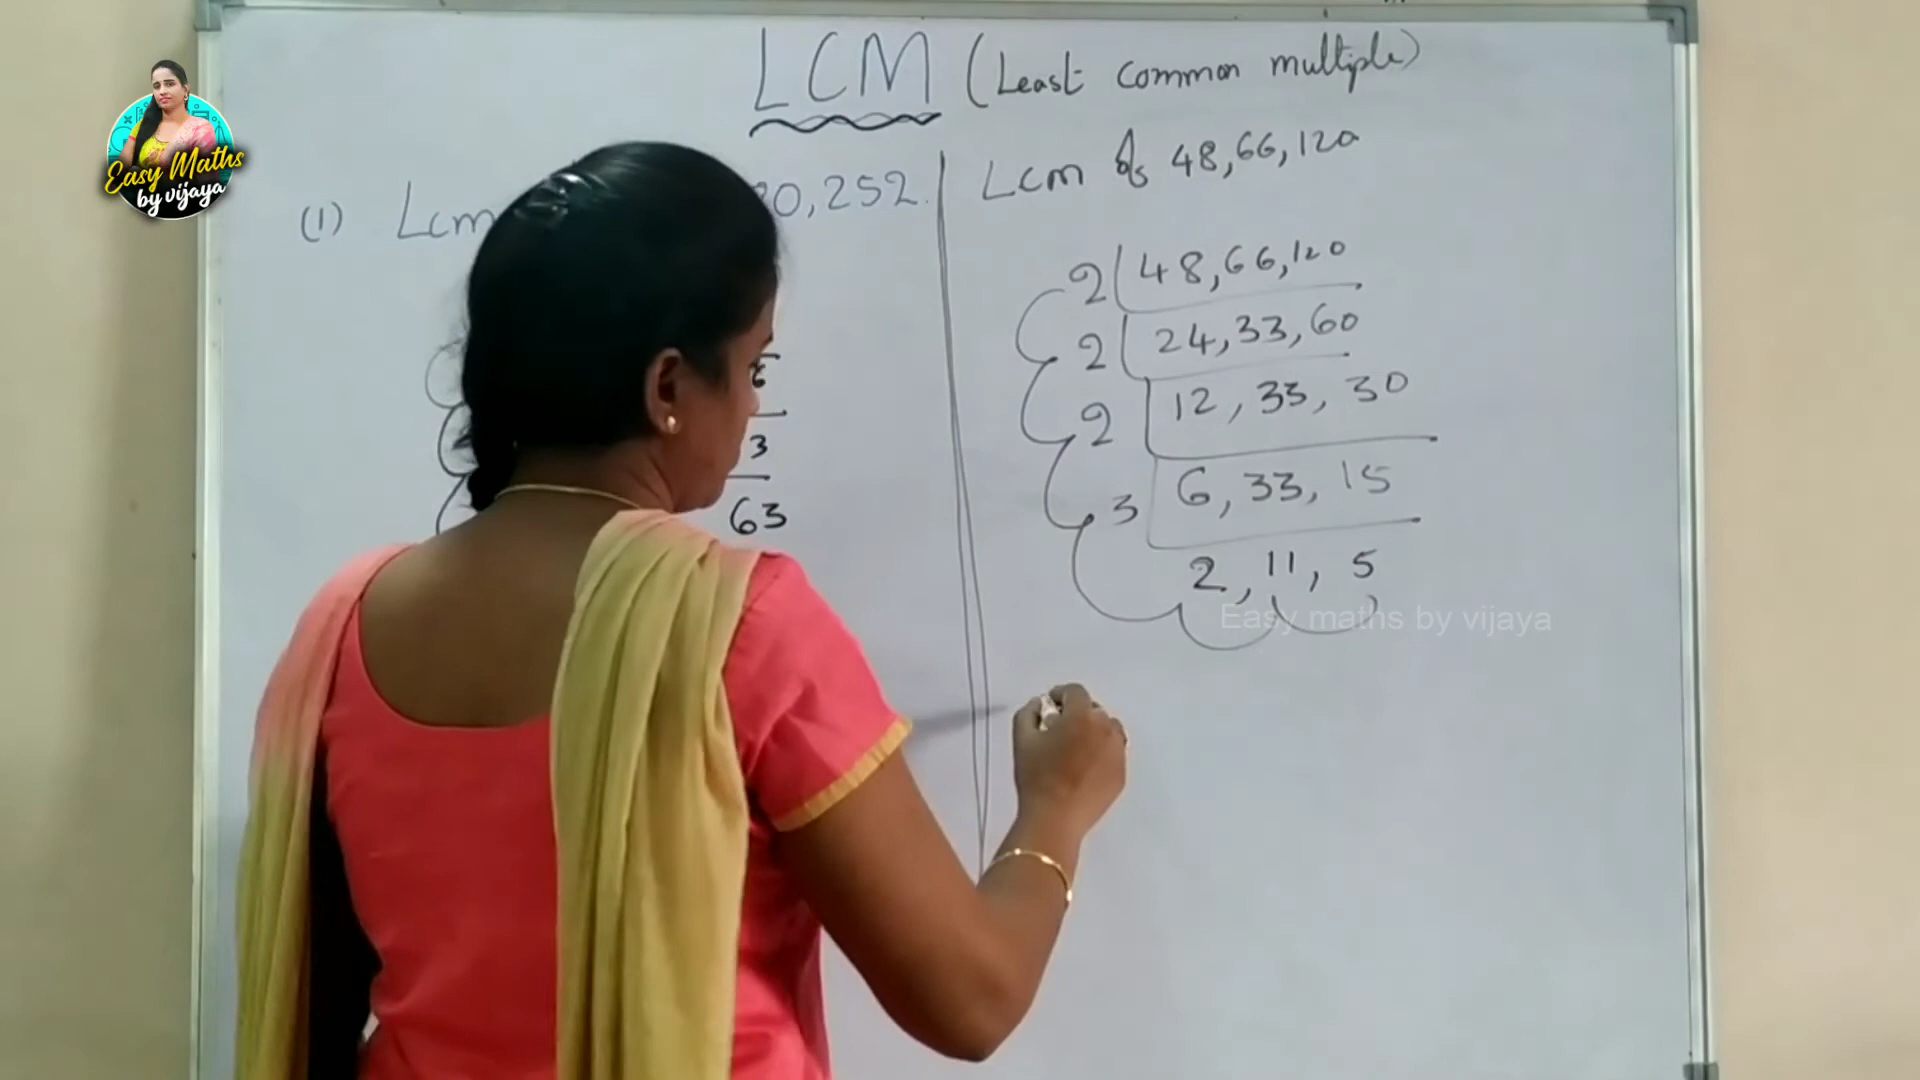 Easy Maths
by vijaya
LCM (Least common multiple)
(1) Lcm 0,252.
63
Lcm of 48,66,120
2 48,66,120
2 24,33,60
2 12, 33, 30
3 6, 33, 15
2, 11, 5
Easy maths by vijaya